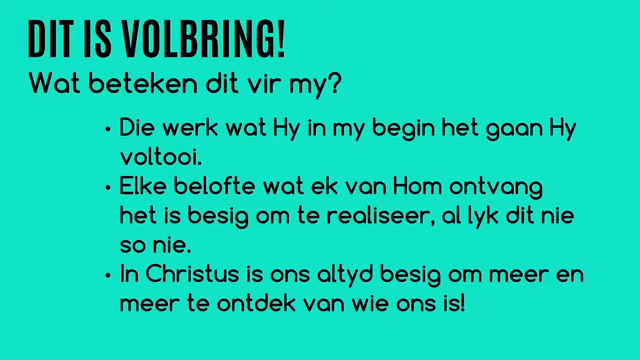 DIT IS VOLBRING!
Wat beteken dit vir my?
• Die werk wat Hy in my begin het gaan Hy
voltooi.
• Elke belofte wat ek van Hom ontvang
het is besig om te realiseer, al lyk dit nie
so nie.
• In Christus is ons altyd besig om meer en
meer te ontdek van wie ons is!